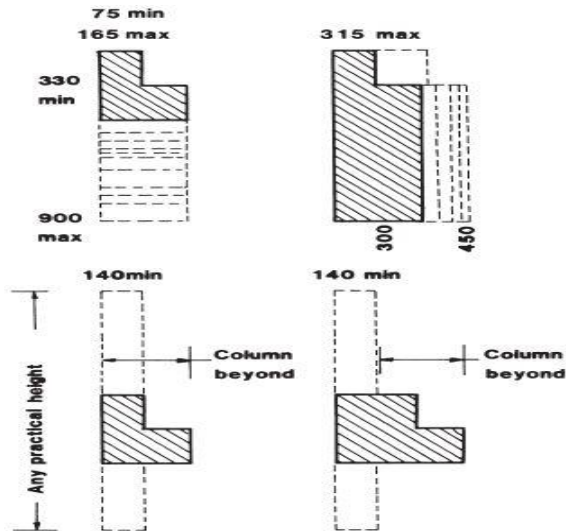 75 min
165 max
315 max
330
min
900
max
300
450
140min
140 min
Column
beyond
Column
beyond
Any practical height